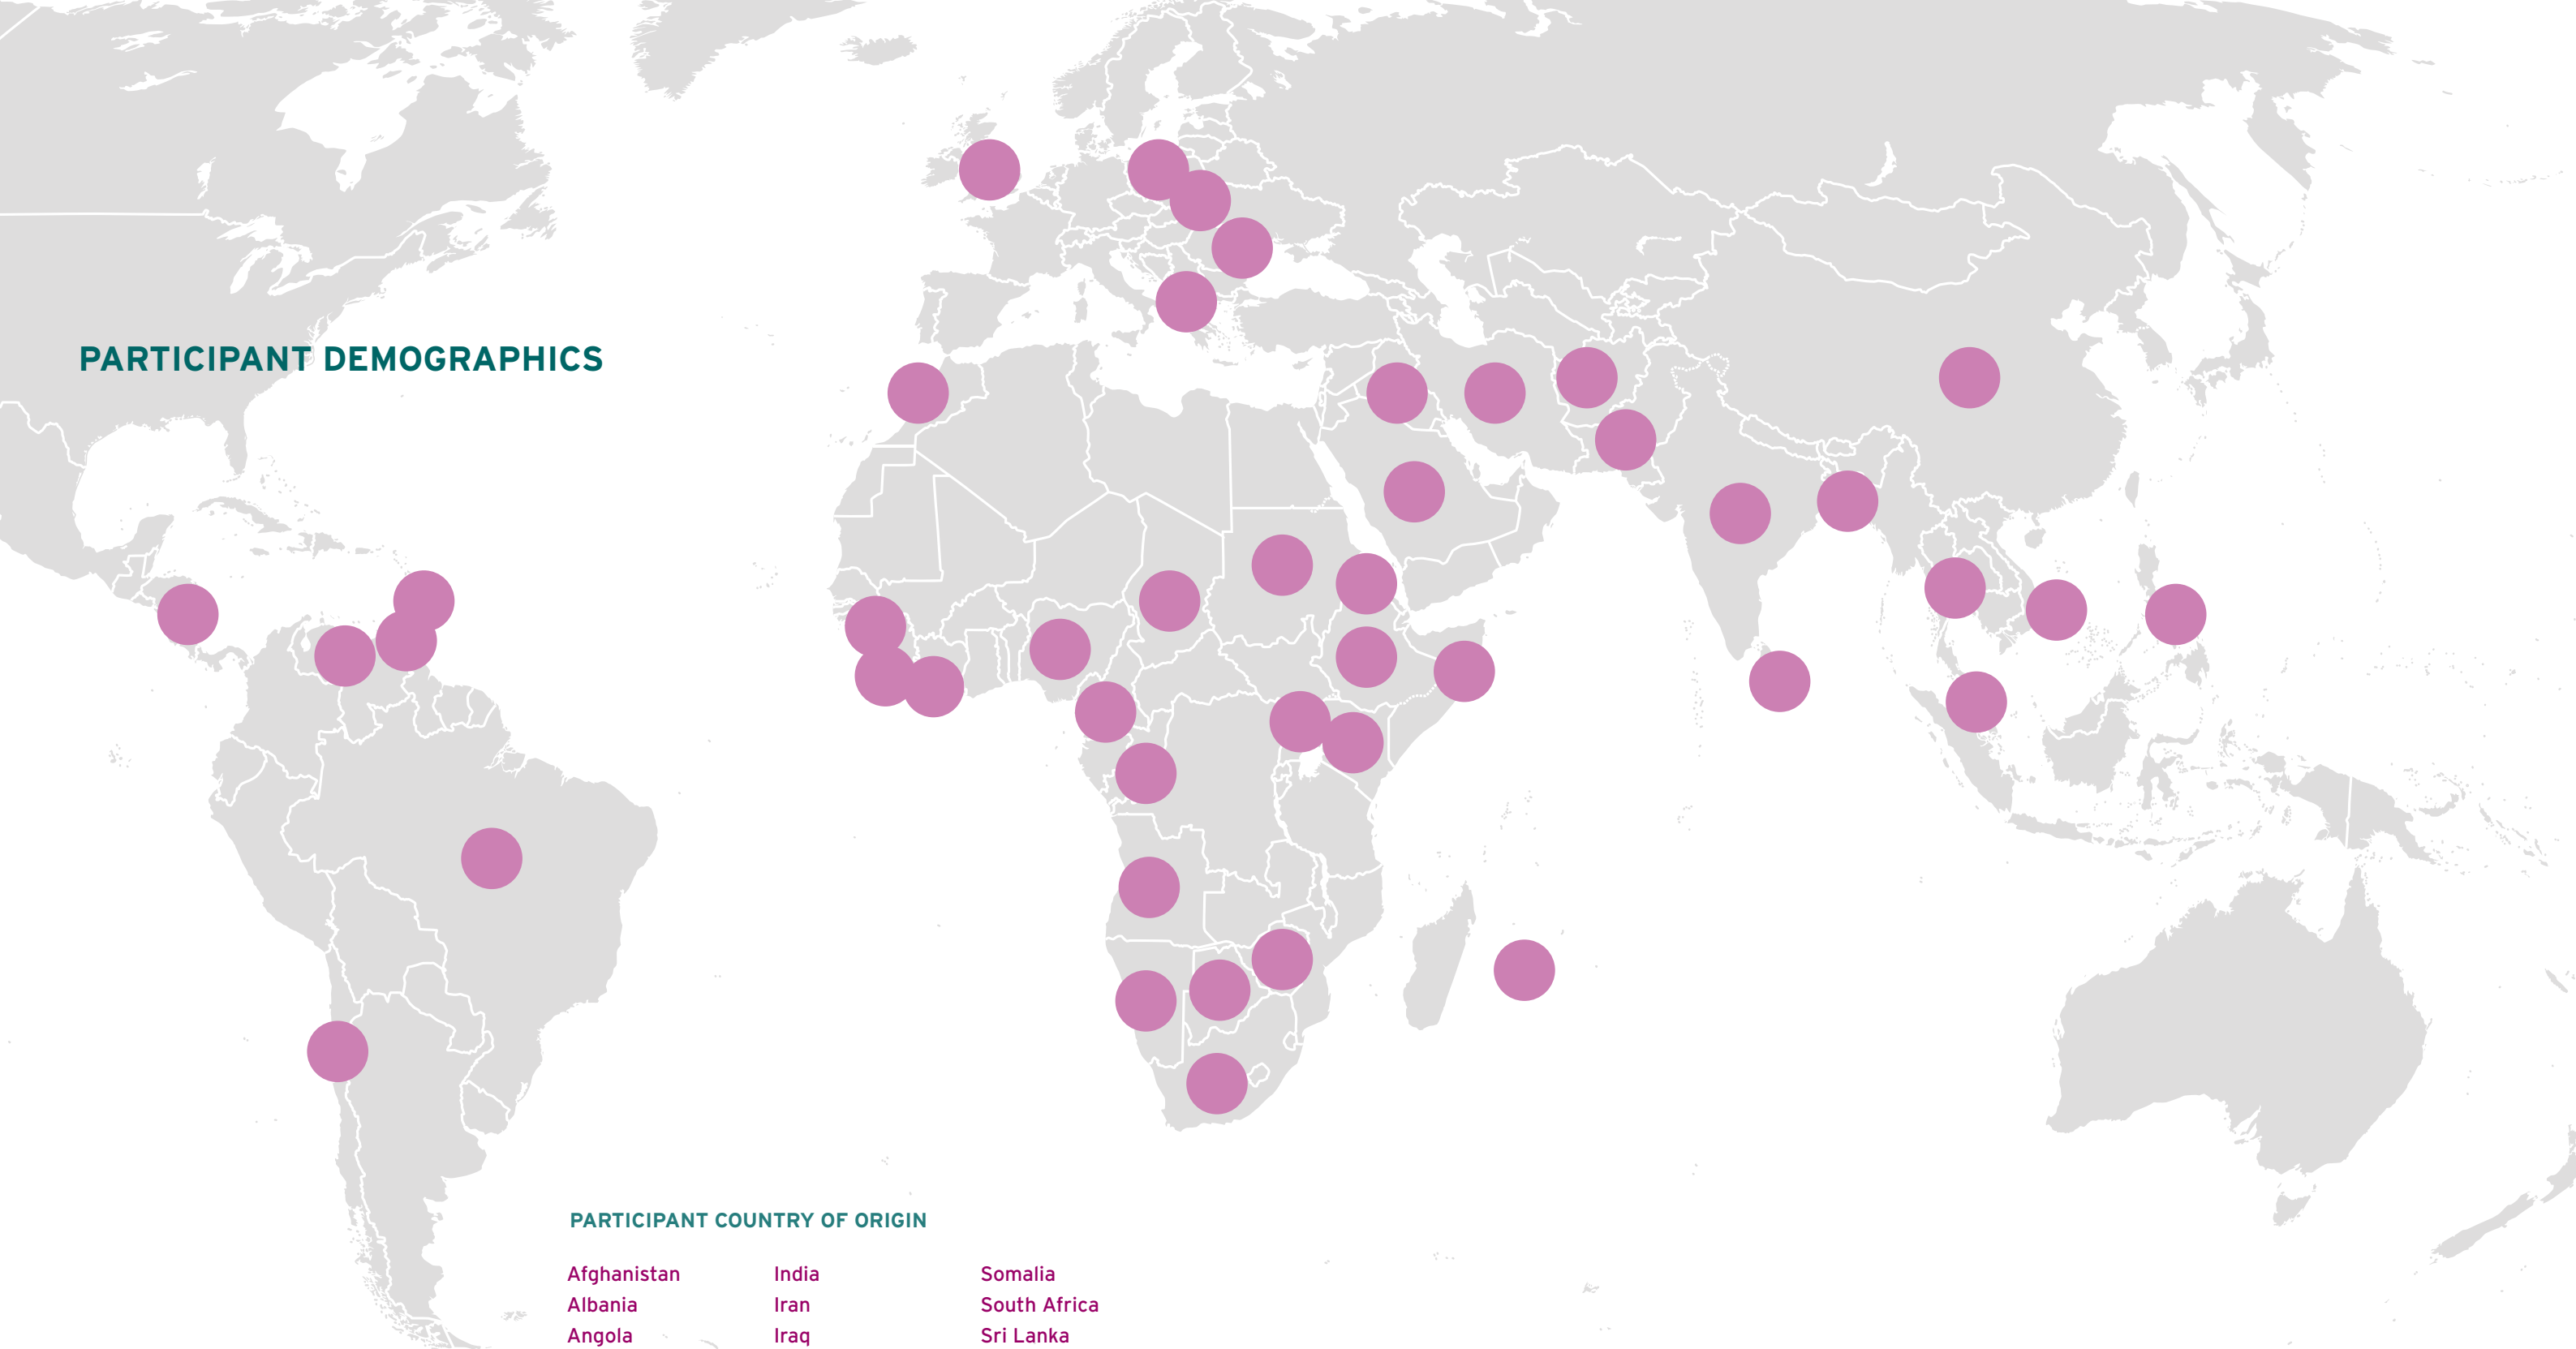 PARTICIPANT DEMOGRAPHICS
PARTICIPANT COUNTRY OF ORIGIN
Afghanistan
Albania
Angola
India
Iran
Iraq
Somalia
South Africa
Sri Lanka